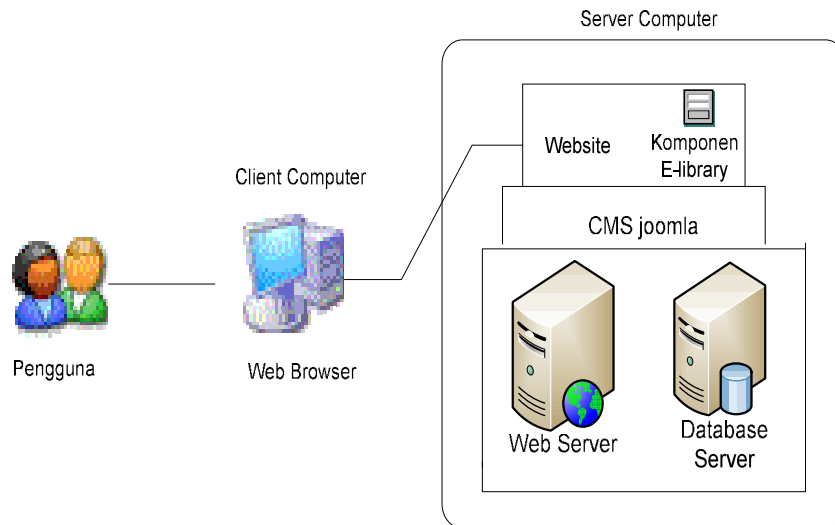 Server Computer
Website
Komponen
E-library
Client Computer
CMS joomla
Pengguna
Web Browser
Web Server
Database
Server